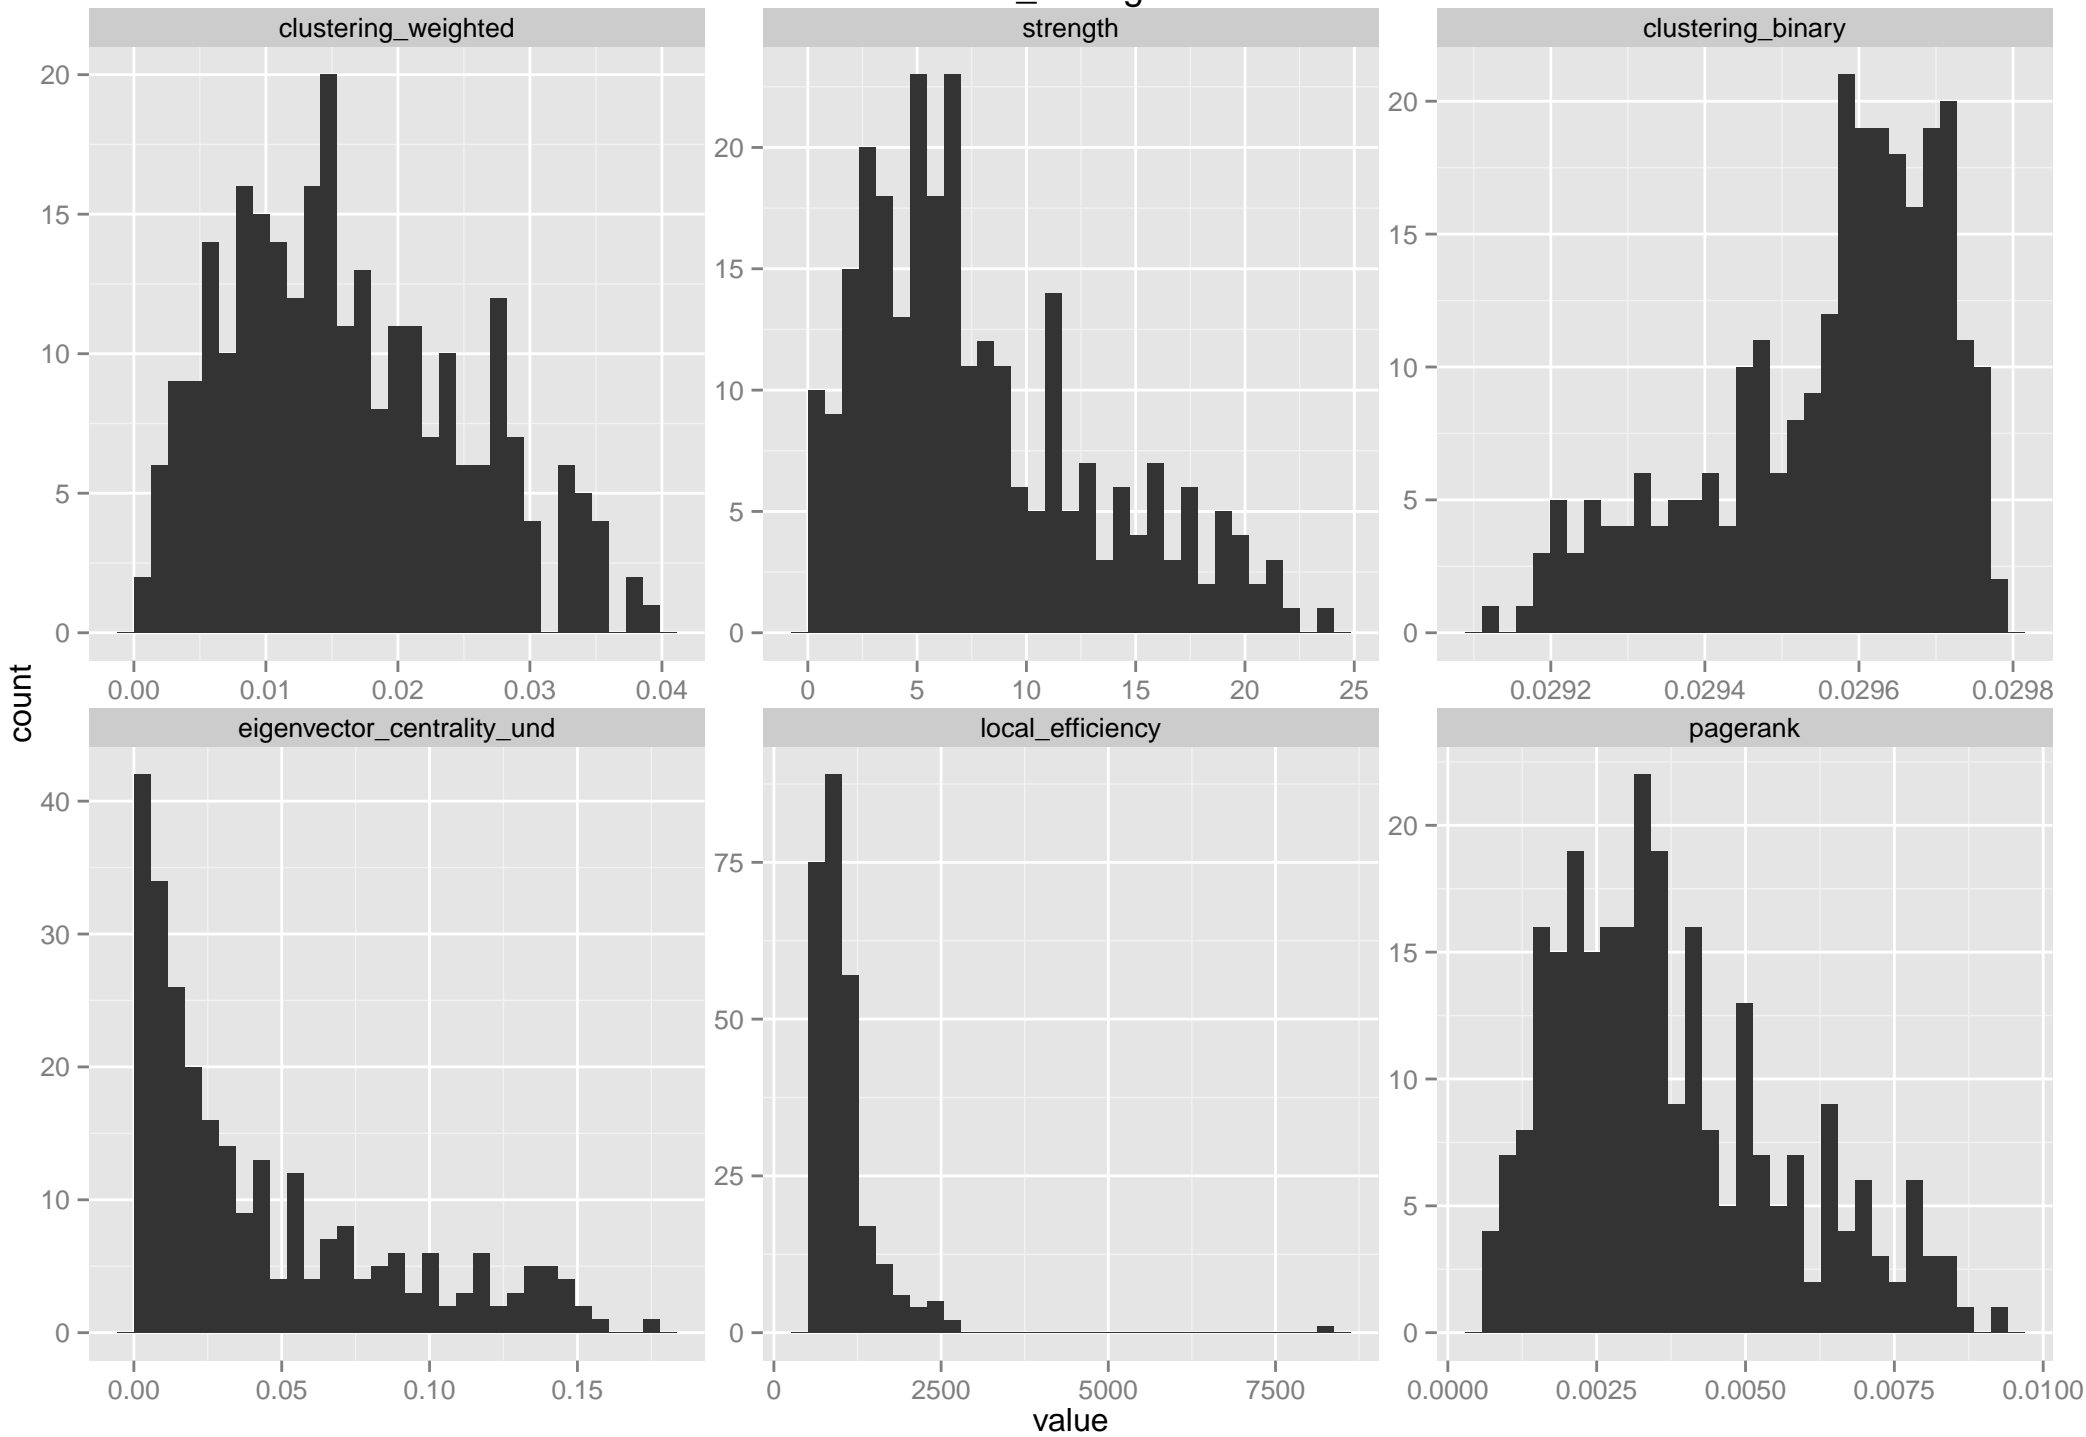 clustering_weighted strength clustering_binary
20
15
10
5
0
0.00 0.01 0.02 0.03 0.04
20
15
10
5
0
0 5 10 15 20 25
20
15
10
5
0
0.0292 0.0294 0.0296 0.0298
count
eigenvector_centrality_und local_efficiency pagerank
40
30
20
10
0
0.00 0.05 0.10 0.15
75
50
25
0
0 2500 5000 7500
20
15
10
5
0
0.0000 0.0025 0.0050 0.0075 0.0100
value